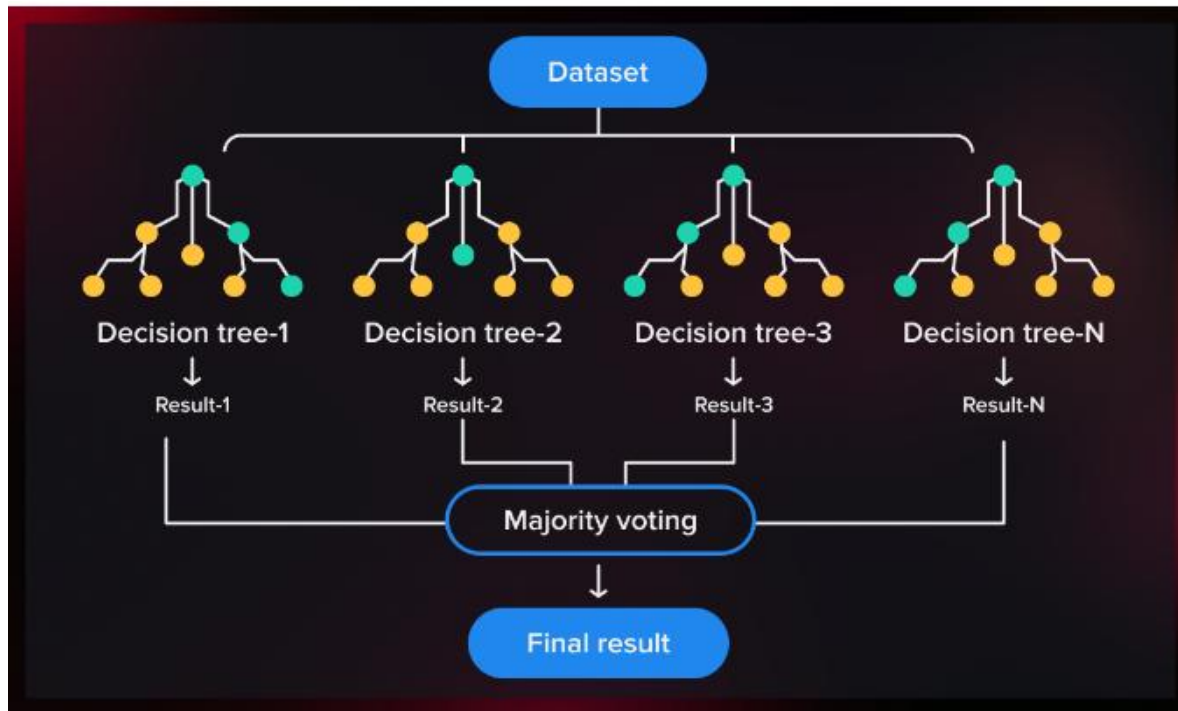 Dataset
Decision tree-1
Decision tree-2
Decision tree-3
Decision tree-N
Result-1
Result-2
Result-3
Result-N
Majority voting
Final result